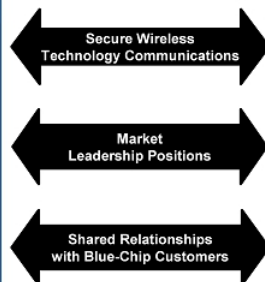 Secure Wireless
Technology Communications
Market
Leadership Positions
Shared Relationships
with Blue-Chip Customers